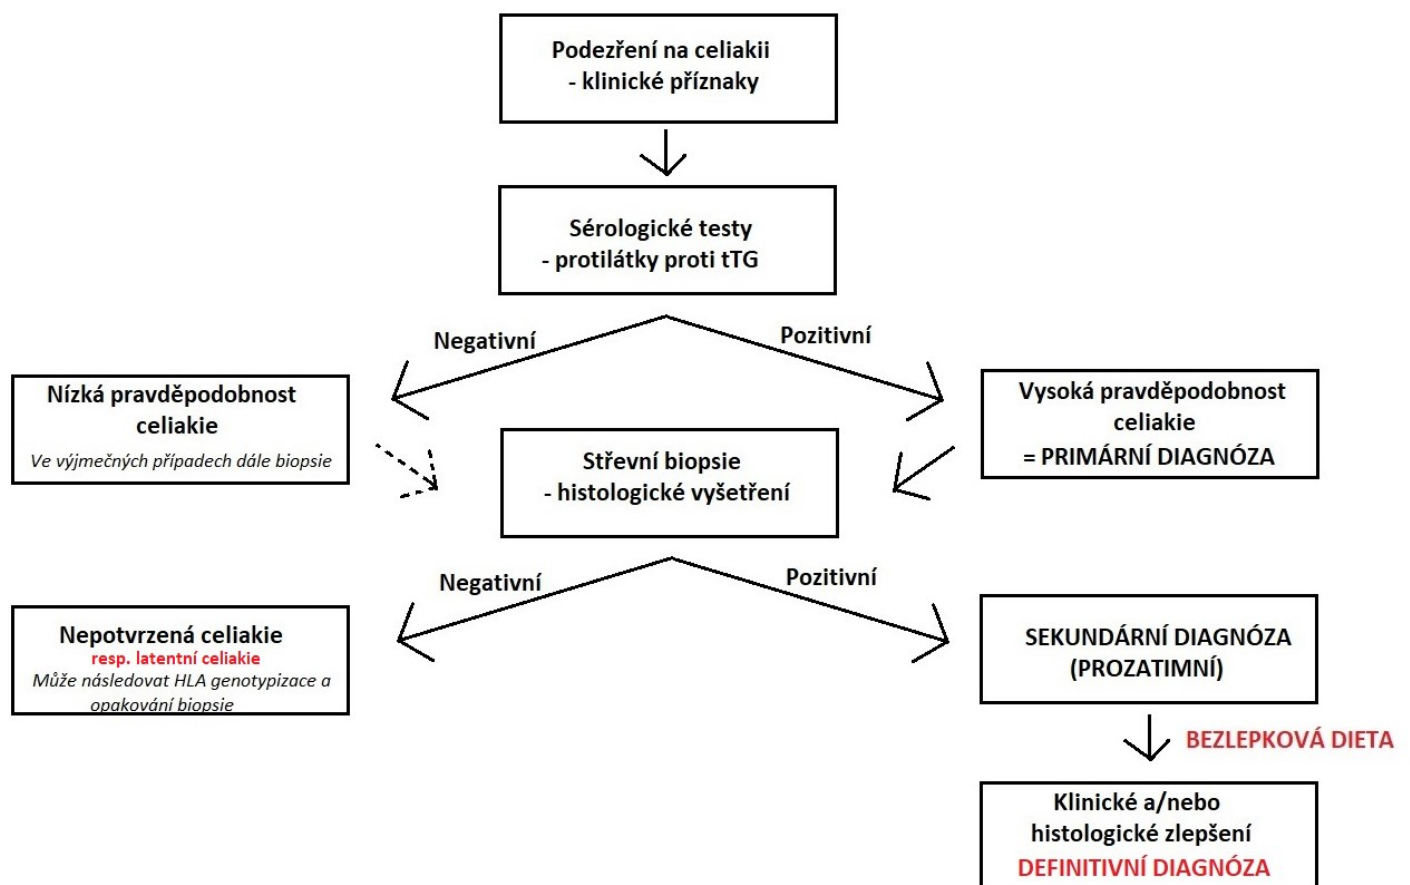 Podezření na celiakii
- klinické příznaky
Sérologické testy
- protilátky proti tTG
Negativní
Pozitivní
Nízká pravděpodobnost
celiakie
Ve výjmečných případech dále biopsie
Vysoká pravděpodobnost
celiakie
= PRIMÁRNÍ DIAGNÓZA
Střevní biopsie
- histologické vyšetření
Negativní
Pozitivní
Nepotvrzená celiakie
resp. latentní celiakie
Může následovat HLA genotypizace a
opakování biopsie
SEKUNDÁRNÍ DIAGNÓZA
(PROZATIMNÍ)
BEZLEPKOVÁ DIETA
Klinické a/nebo
histologické zlepšení
DEFINITIVNÍ DIAGNÓZA